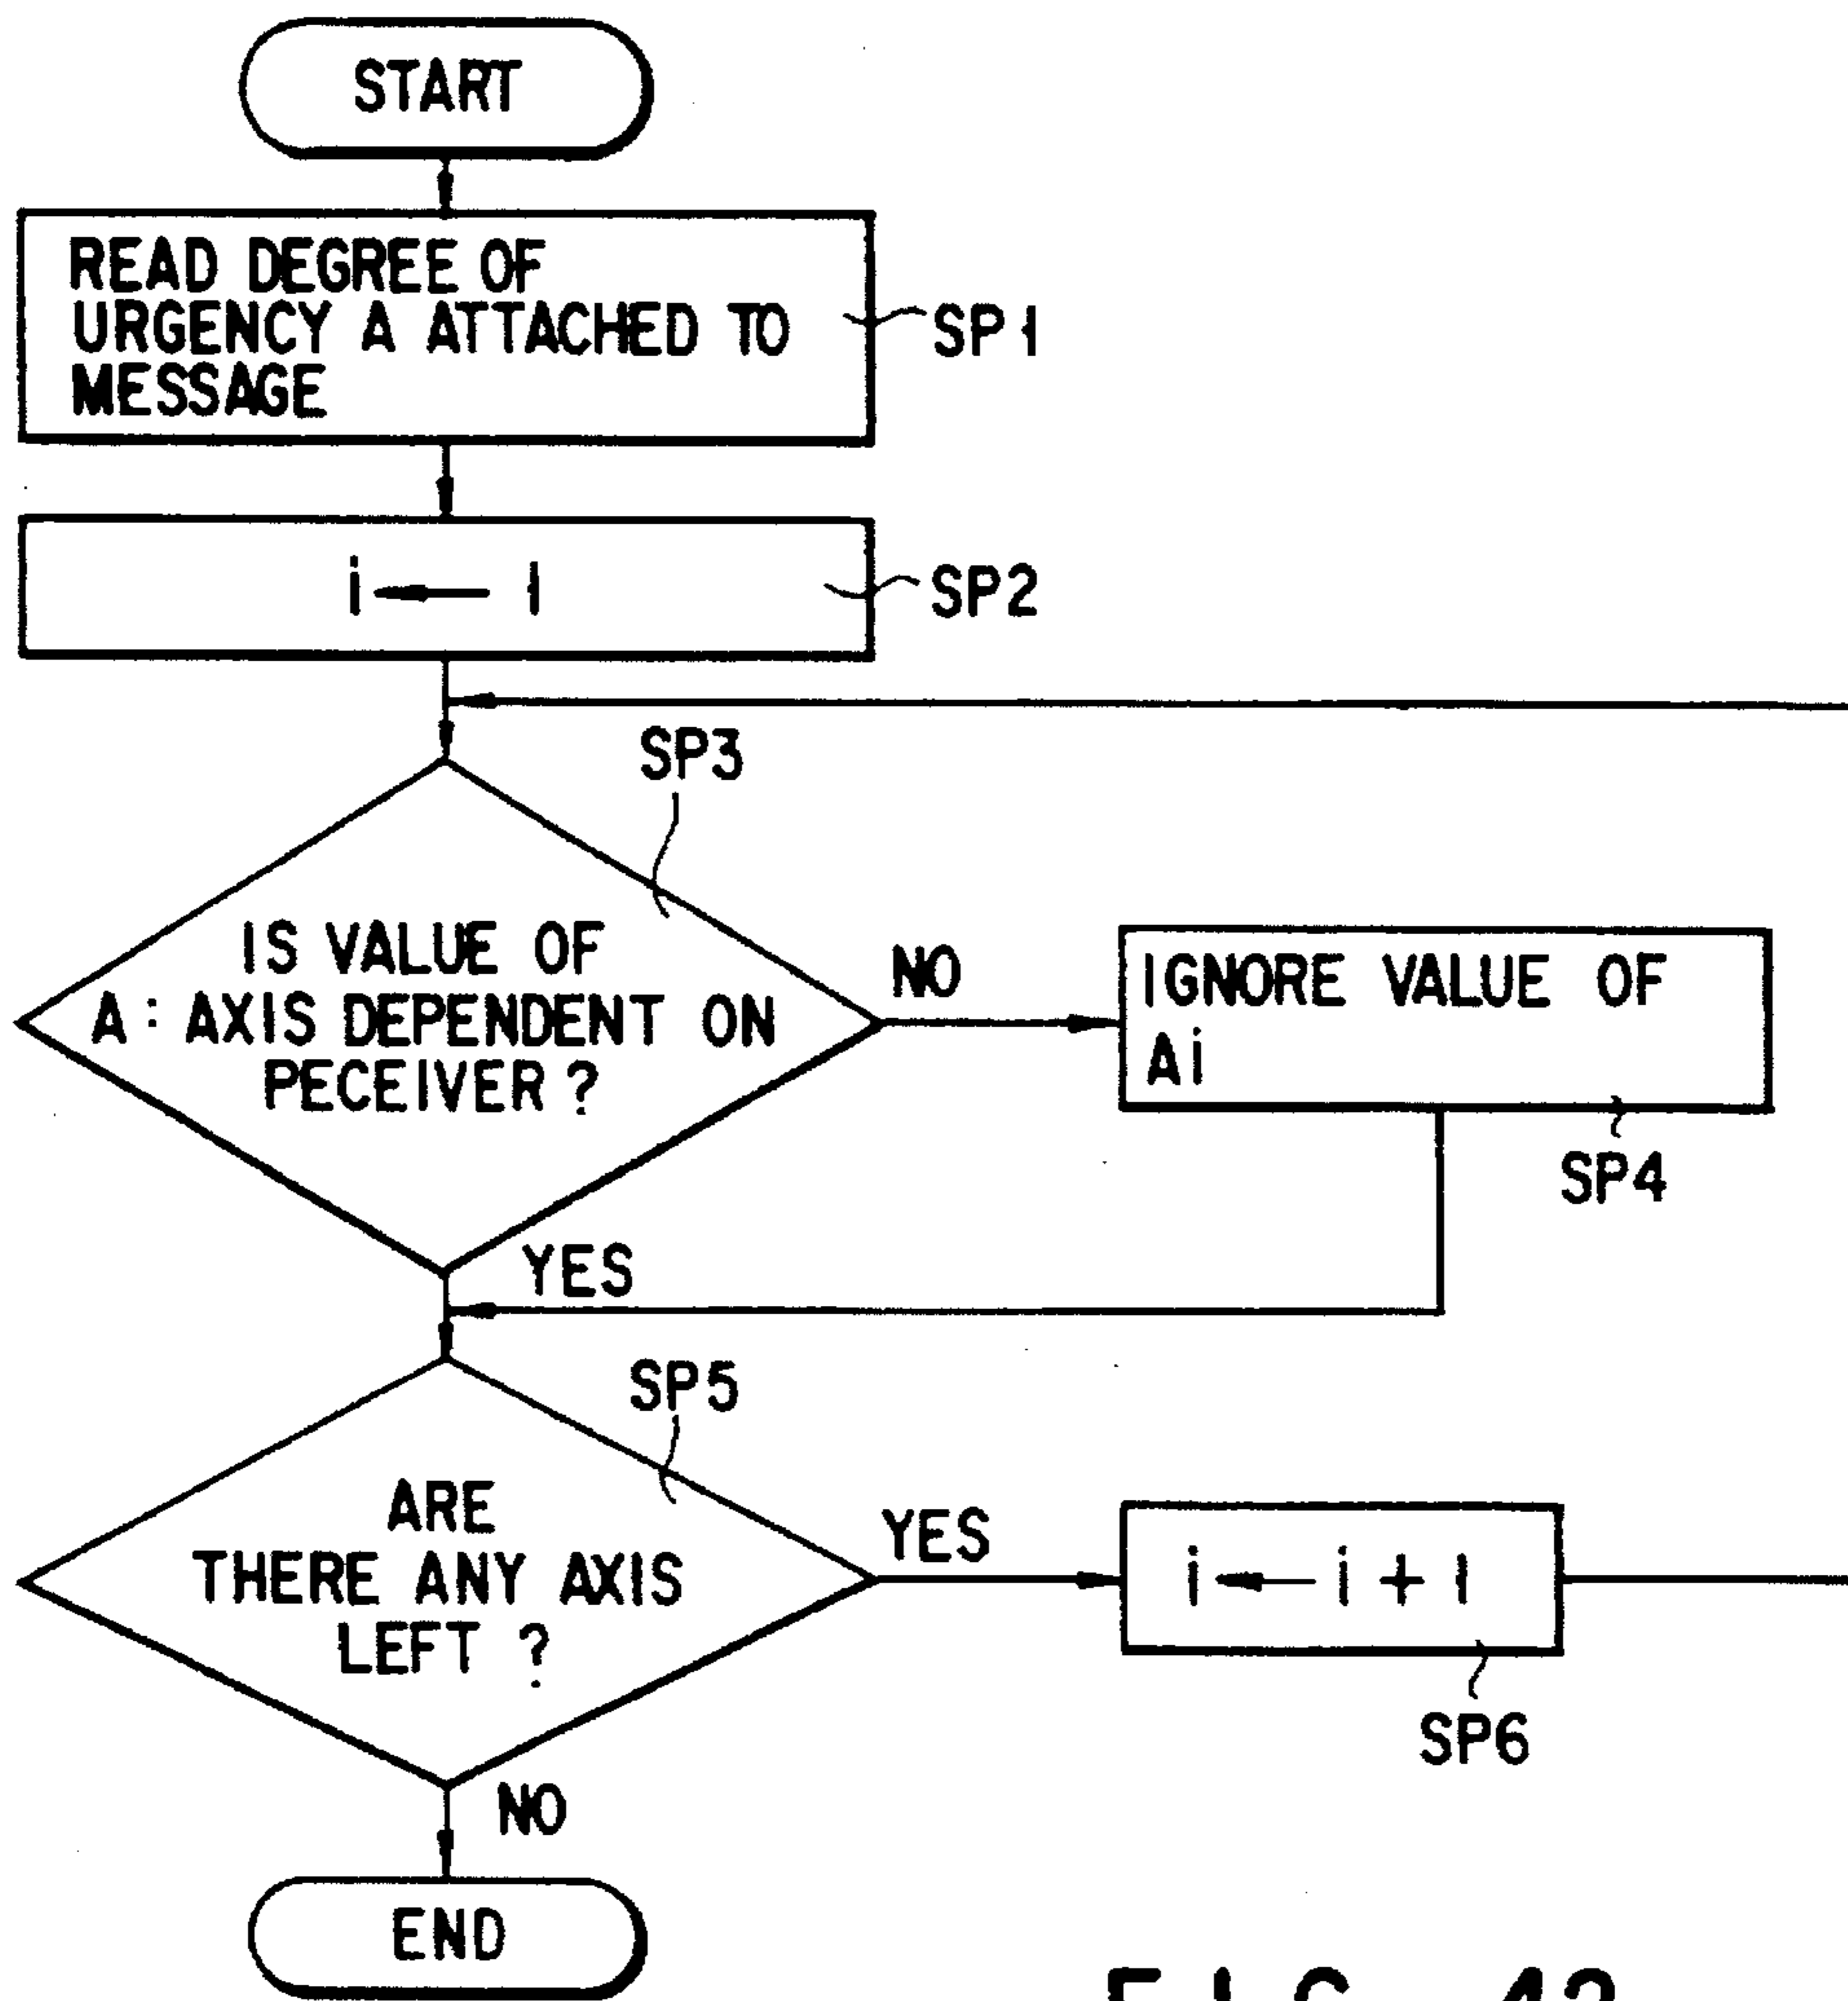 START
READ DEGREE OF
URGENCY A ATTACHED TO
MESSAGE
SP1
i ← 1
SP2
SP3
IS VALUE OF
A : AXIS DEPENDENT ON
PECEIVER ?
NO
IGNORE VALUE OF
Ai
SP4
YES
SP5
ARE
THERE ANY AXIS
LEFT ?
YES
i ← i + 1
SP6
NO
END